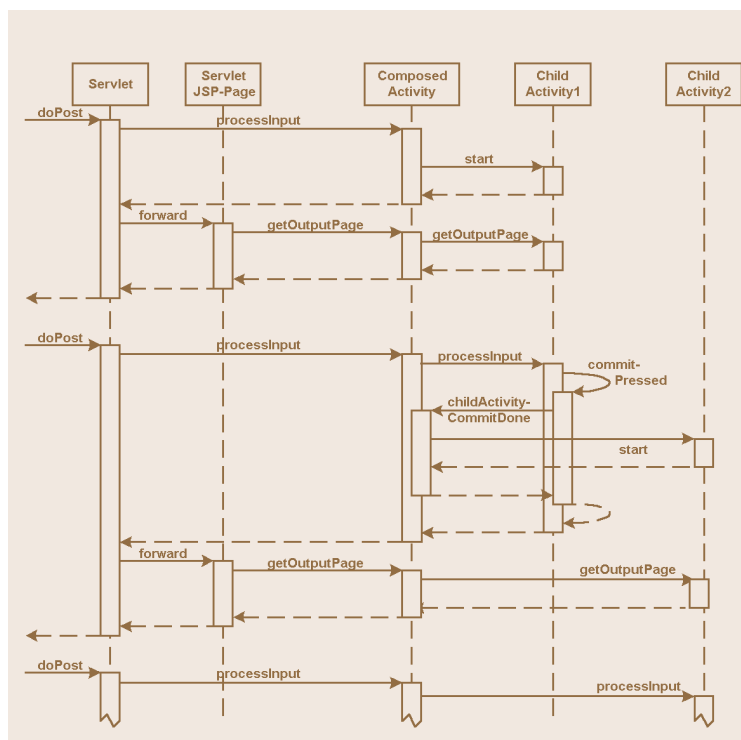 Servlet
Servlet
JSP-Page
Composed
Activity
Child
Activity1
Child
Activity2
doPost
processInput
start
forward
getOutputPage
getOutputPage
doPost
processInput
processInput
commit-
Pressed
childActivity-
CommitDone
start
forward
getOutputPage
getOutputPage
doPost
processInput
processInput